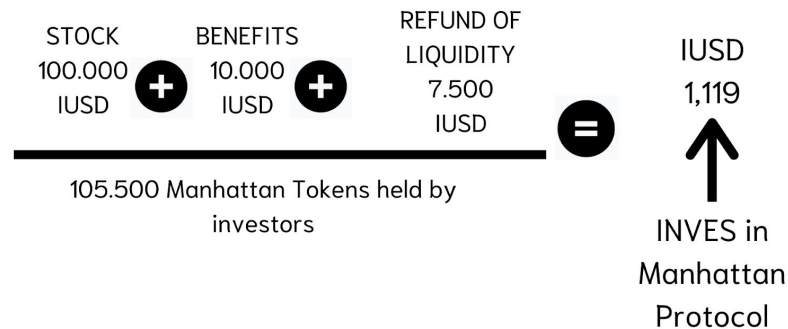 STOCK
100.000
IUSD
+
BENEFITS
10.000
IUSD
+
REFUND OF
LIQUIDITY
7.500
IUSD
105.500 Manhattan Tokens held by
investors
=
IUSD
1,119
INVES in
Manhattan
Protocol